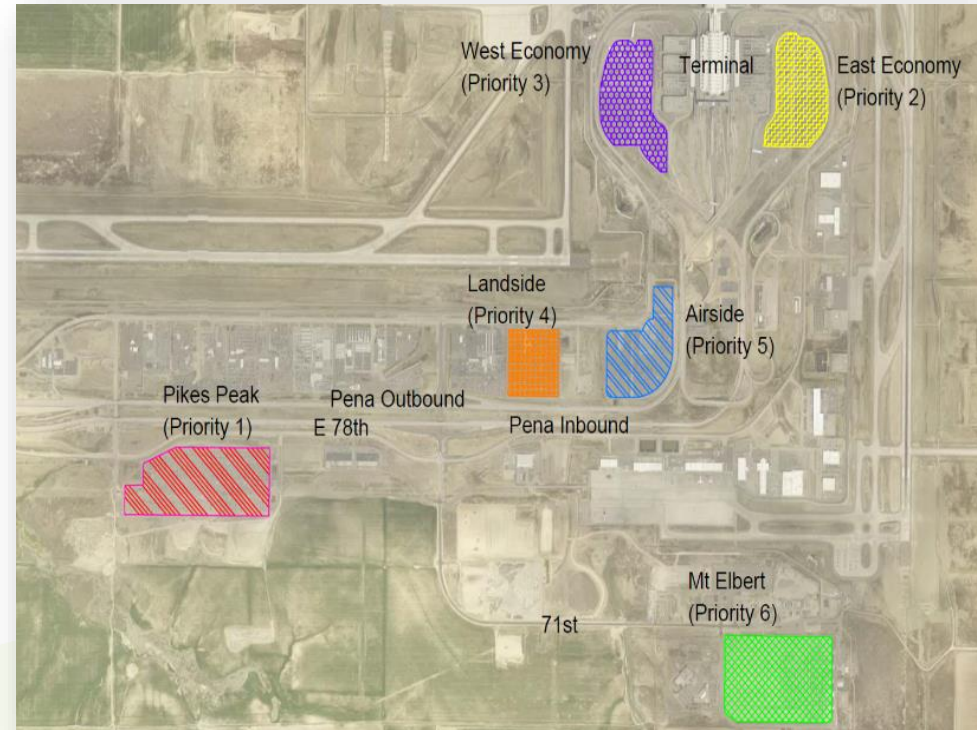 West Economy
(Priority 3)
Terminal
East Economy
(Priority 2)
Landside
(Priority 4)
Airside
(Priority 5)
Pikes Peak
(Priority 1)
Pena Outbound
E 78th
Pena Inbound
Mt Elbert
(Priority 6)
71st